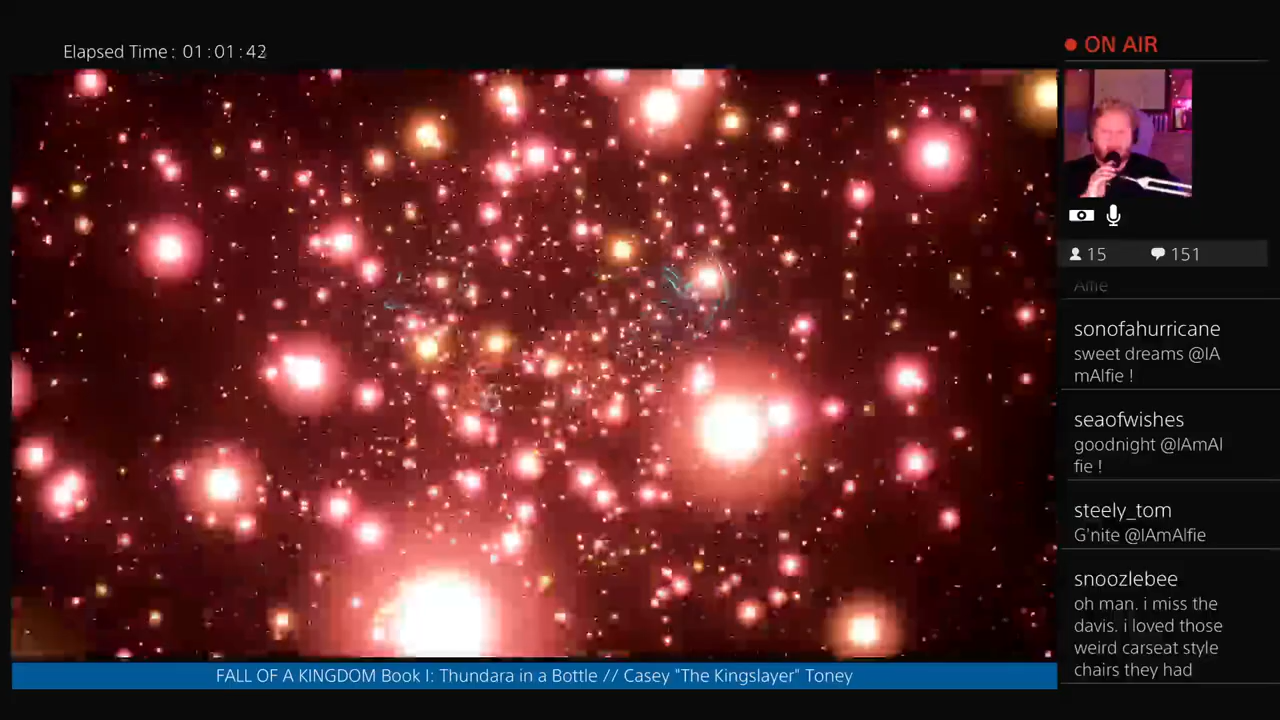 Elapsed Time: 01:01:42
ON AIR
15 151
Alfie
sonofahurricane
sweet dreams @IA
mAlfie !
seaofwishes
goodnight @IAmAl
fie !
steely_tom
G'nite @IAmAlfie
snoozlebee
oh man. i miss the
davis. i loved those
weird carseat style
chairs they had
FALL OF A KINGDOM Book I: Thundara in a Bottle // Casey "The Kingslayer" Toney